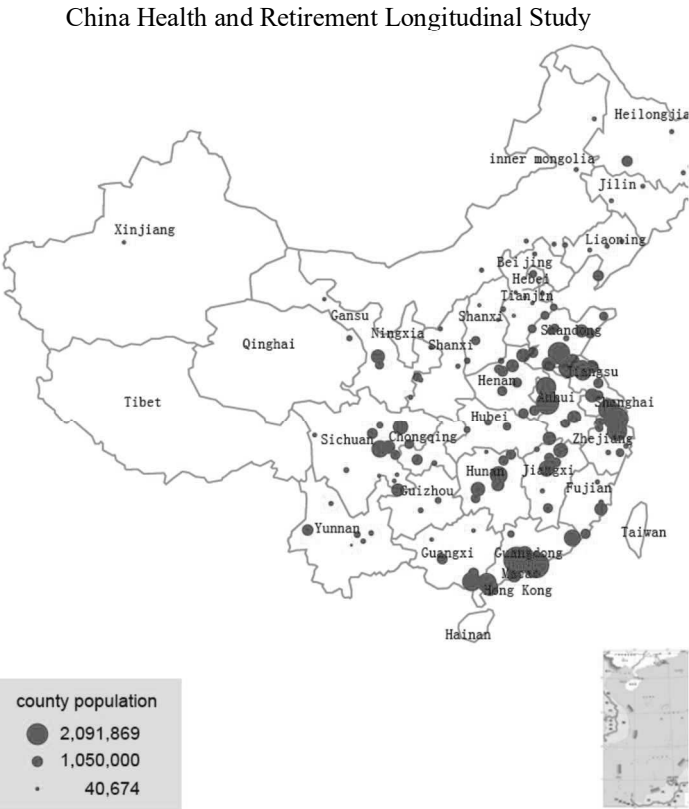 China Health and Retirement Longitudinal Study
Heilongjia
inner mongolia
Jilin
Xinjiang
Liaoning
Beijing
Hebei
Tianjin
Gansu
Shanxi
Ningxia
Shandong
Qinghai
Shanxi
Jiangsu
Henan
Anhui
Tibet
Shanghai
Hubei
Sichuan
Chongqing
Zhejiang
Hunan
Jiangxi
Guizhou
Fujian
Yunnan
Taiwan
Guangxi
Guangdong
Macao
Hong Kong
Hainan
county population
2,091,869
1,050,000
40,674